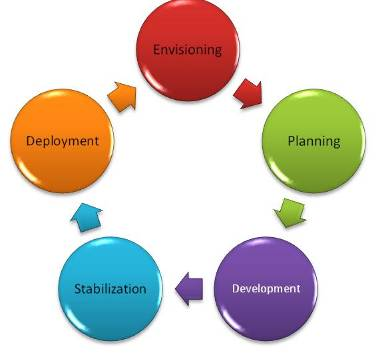 Envisioning
Planning
Development
Stabilization
Deployment